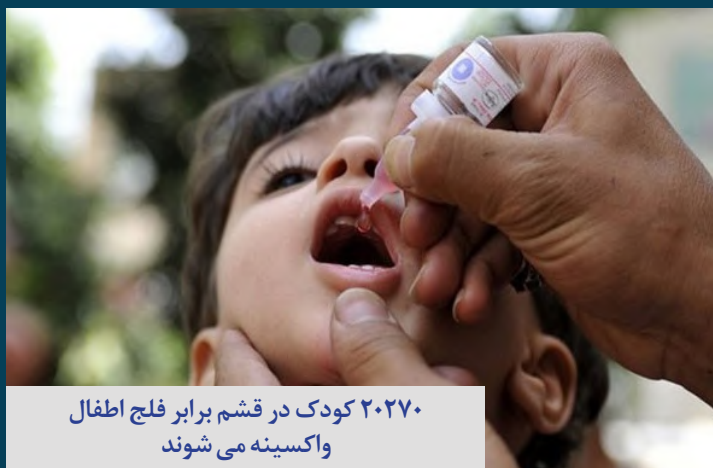 ۲۰۲۷۰ کودک در قشم برابر فلج اطفال
واکسینه می شوند